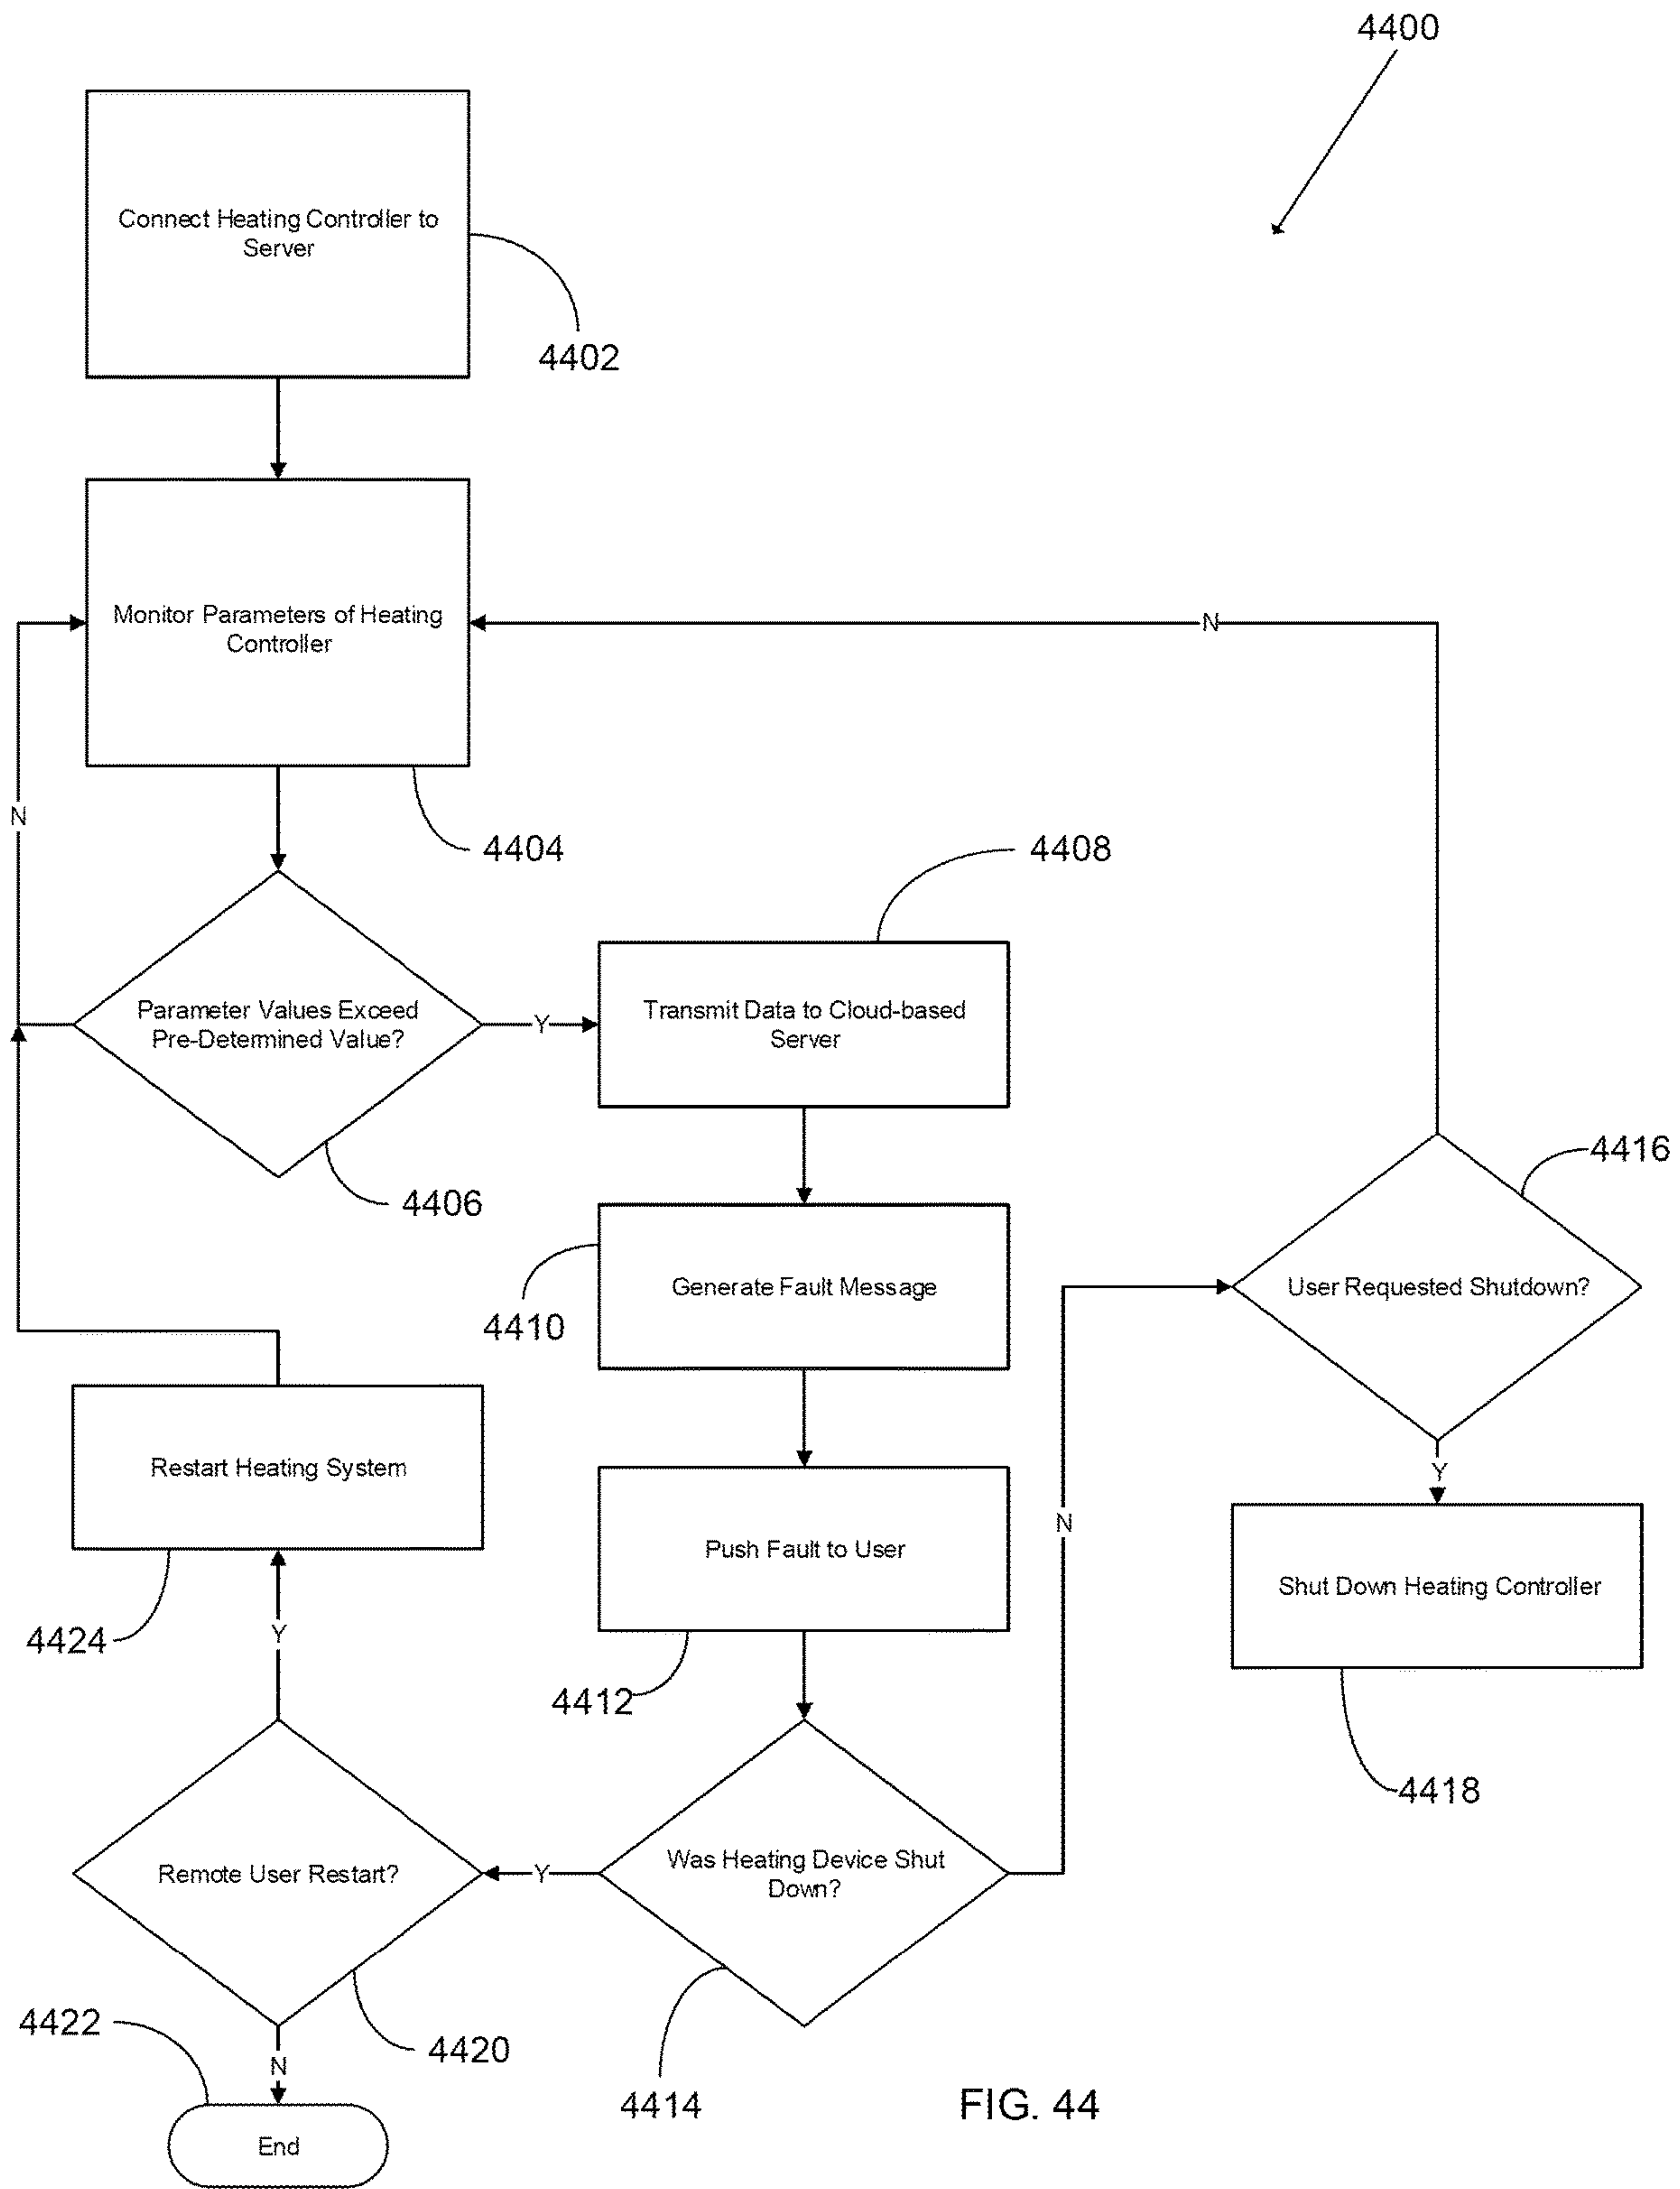 4400
Connect Heating Controller to
Server
4402
Monitor Parameters of Heating
Controller
N
N
4404
4408
Parameter Values Exceed
Pre-Determined Value?
Y
Transmit Data to Cloud-based
Server
4406
4416
Generate Fault Message
4410
User Requested Shutdown?
Y
Restart Heating System
4424
Push Fault to User
4412
N
Shut Down Heating Controller
4418
Y
Remote User Restart?
Y
Was Heating Device Shut
Down?
4422
4420
N
4414
End
FIG. 44